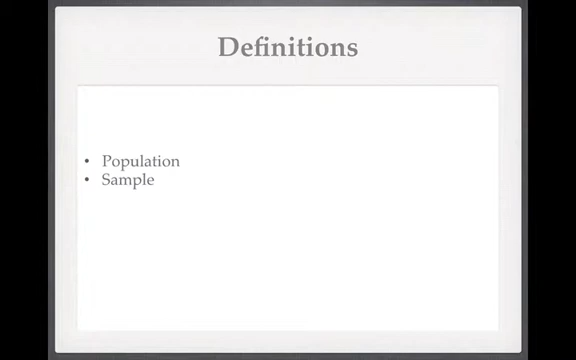 Definitions
• Population
• Sample